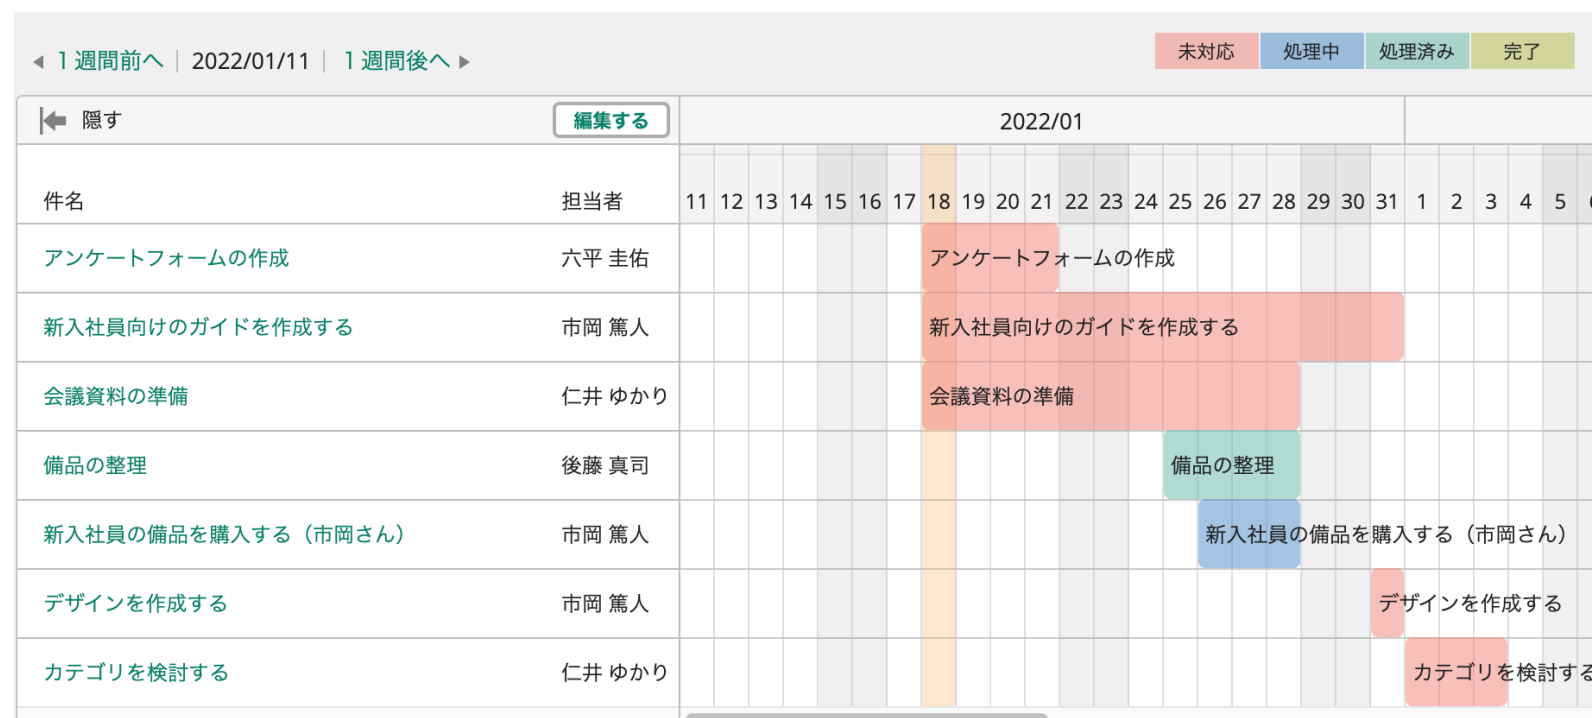 1 週間前へ 2022/01/11 1 週間後へ
未対応 処理中 処理済み 完了
隠す 編集する 2022/01
件名 担当者 11 12 13 14 15 16 17 18 19 20 21 22 23 24 25 26 27 28 29 30 31 1 2 3 4 5
アンケートフォームの作成 六平 圭佑 アンケートフォームの作成
新入社員向けのガイドを作成する 市岡 篤人 新入社員向けのガイドを作成する
会議資料の準備 仁井 ゆかり 会議資料の準備
備品の整理 後藤 真司 備品の整理
新入社員の備品を購入する（市岡さん） 市岡 篤人 新入社員の備品を購入する（市岡さん）
デザインを作成する 市岡 篤人 デザインを作成する
カテゴリを検討する 仁井 ゆかり カテゴリを検討する